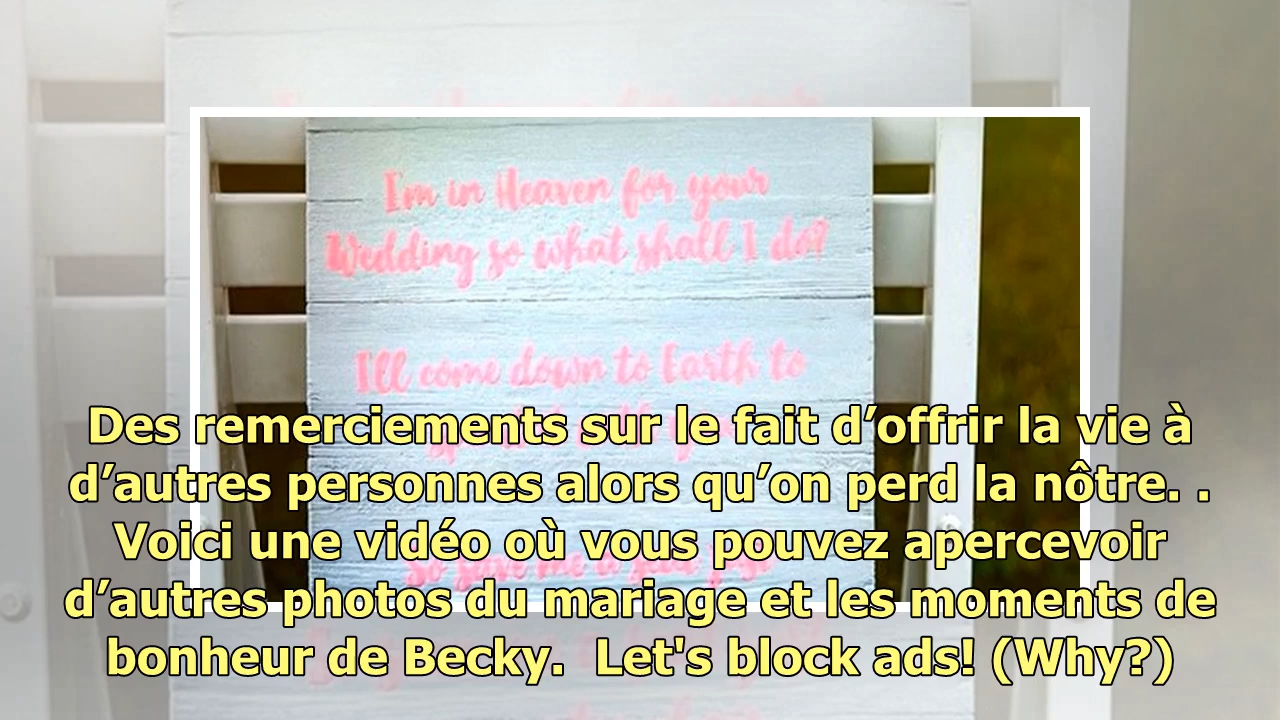 I'm in Heaven for your
Wedding so what shall I do?
I'll come down to Earth to
Des remerciements sur le fait d’offrir la vie à
d’autres personnes alors qu’on perd la nôtre. .
Voici une vidéo où vous pouvez apercevoir
d’autres photos du mariage et les moments de
bonheur de Becky.  Let's block ads! (Why?)